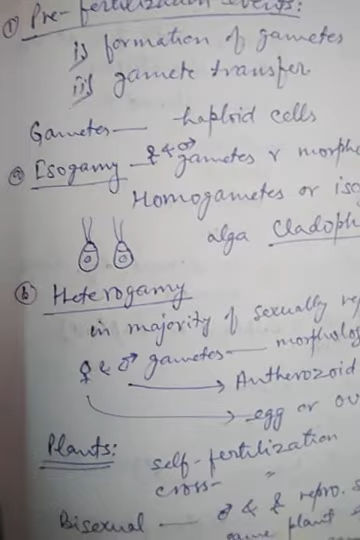 ① Pre-fertilization events:
i) formation of gametes
ii) gamete transfer
Gametes — haploid cells
ⓐ Isogamy — ♀ & ♂ gametes r morpho
Homogametes or iso
alga Cladoph
ⓑ Heterogamy
in majority of sexually rep
♀ & ♂ gametes — morpholog
Antherozoid
egg or ov
Plants:
self-fertilization
cross- "
Bisexual — ♂ & ♀ repro. s
same plant